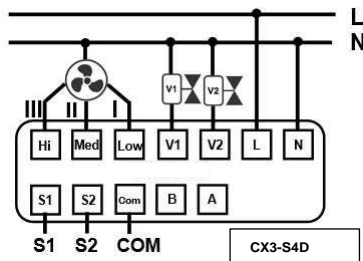 L
N
V1 V2
III II I
Hi Med Low V1 V2 L N
S1 S2 Com B A
S1 S2 COM
CX3-S4D